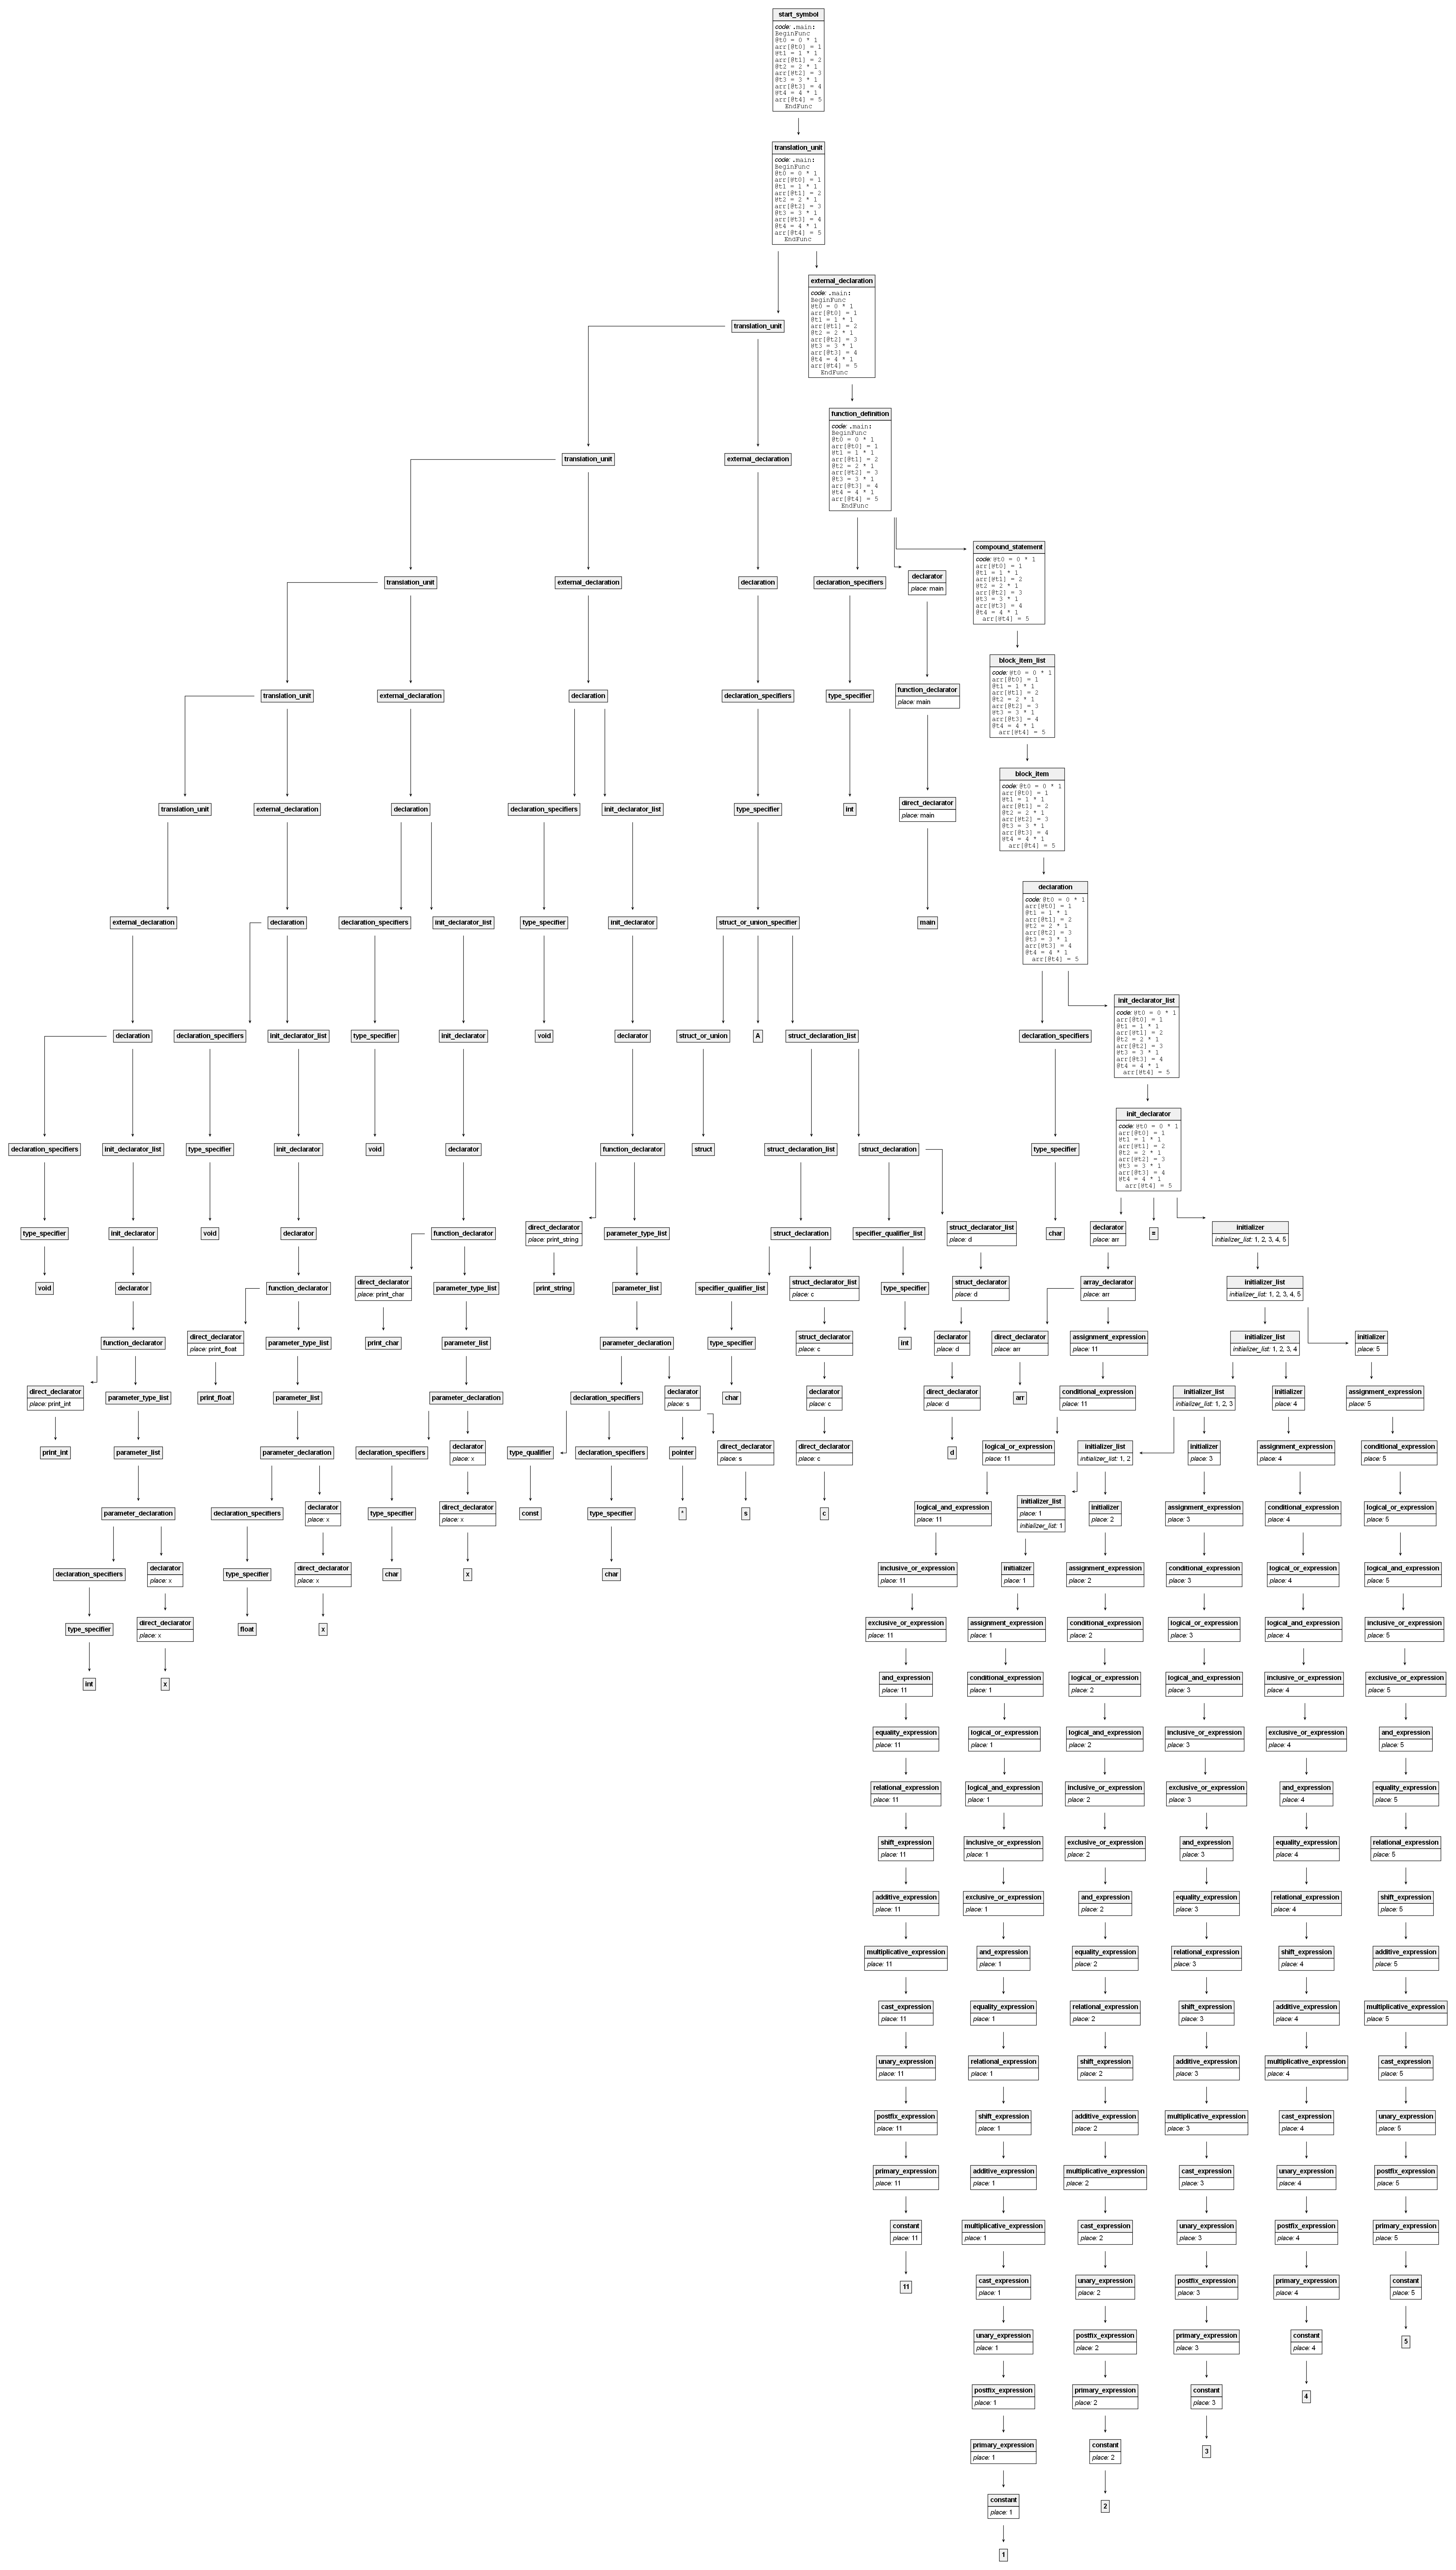 start_symbol
code: .main:
BeginFunc
@t0 = 0 * 1
arr[@t0] = 1
@t1 = 1 * 1
arr[@t1] = 2
@t2 = 2 * 1
arr[@t2] = 3
@t3 = 3 * 1
arr[@t3] = 4
@t4 = 4 * 1
arr[@t4] = 5
EndFunc
translation_unit
code: .main:
BeginFunc
@t0 = 0 * 1
arr[@t0] = 1
@t1 = 1 * 1
arr[@t1] = 2
@t2 = 2 * 1
arr[@t2] = 3
@t3 = 3 * 1
arr[@t3] = 4
@t4 = 4 * 1
arr[@t4] = 5
EndFunc
translation_unit
external_declaration
code: .main:
BeginFunc
@t0 = 0 * 1
arr[@t0] = 1
@t1 = 1 * 1
arr[@t1] = 2
@t2 = 2 * 1
arr[@t2] = 3
@t3 = 3 * 1
arr[@t3] = 4
@t4 = 4 * 1
arr[@t4] = 5
EndFunc
translation_unit
external_declaration
function_definition
code: .main:
BeginFunc
@t0 = 0 * 1
arr[@t0] = 1
@t1 = 1 * 1
arr[@t1] = 2
@t2 = 2 * 1
arr[@t2] = 3
@t3 = 3 * 1
arr[@t3] = 4
@t4 = 4 * 1
arr[@t4] = 5
EndFunc
translation_unit
external_declaration
declaration
declaration_specifiers
declarator
place: main
compound_statement
code: @t0 = 0 * 1
arr[@t0] = 1
@t1 = 1 * 1
arr[@t1] = 2
@t2 = 2 * 1
arr[@t2] = 3
@t3 = 3 * 1
arr[@t3] = 4
@t4 = 4 * 1
arr[@t4] = 5
translation_unit
external_declaration
declaration
declaration_specifiers
type_specifier
function_declarator
place: main
block_item_list
code: @t0 = 0 * 1
arr[@t0] = 1
@t1 = 1 * 1
arr[@t1] = 2
@t2 = 2 * 1
arr[@t2] = 3
@t3 = 3 * 1
arr[@t3] = 4
@t4 = 4 * 1
arr[@t4] = 5
translation_unit
external_declaration
declaration
declaration_specifiers
init_declarator_list
type_specifier
int
direct_declarator
place: main
block_item
code: @t0 = 0 * 1
arr[@t0] = 1
@t1 = 1 * 1
arr[@t1] = 2
@t2 = 2 * 1
arr[@t2] = 3
@t3 = 3 * 1
arr[@t3] = 4
@t4 = 4 * 1
arr[@t4] = 5
external_declaration
declaration
declaration_specifiers
init_declarator_list
type_specifier
init_declarator
struct_or_union_specifier
main
declaration
code: @t0 = 0 * 1
arr[@t0] = 1
@t1 = 1 * 1
arr[@t1] = 2
@t2 = 2 * 1
arr[@t2] = 3
@t3 = 3 * 1
arr[@t3] = 4
@t4 = 4 * 1
arr[@t4] = 5
declaration
declaration_specifiers
init_declarator_list
type_specifier
init_declarator
void
declarator
struct_or_union
A
struct_declaration_list
declaration_specifiers
init_declarator_list
code: @t0 = 0 * 1
arr[@t0] = 1
@t1 = 1 * 1
arr[@t1] = 2
@t2 = 2 * 1
arr[@t2] = 3
@t3 = 3 * 1
arr[@t3] = 4
@t4 = 4 * 1
arr[@t4] = 5
declaration_specifiers
init_declarator_list
type_specifier
init_declarator
void
declarator
function_declarator
struct
struct_declaration_list
struct_declaration
type_specifier
init_declarator
code: @t0 = 0 * 1
arr[@t0] = 1
@t1 = 1 * 1
arr[@t1] = 2
@t2 = 2 * 1
arr[@t2] = 3
@t3 = 3 * 1
arr[@t3] = 4
@t4 = 4 * 1
arr[@t4] = 5
type_specifier
init_declarator
void
declarator
function_declarator
direct_declarator
place: print_string
parameter_type_list
struct_declaration
specifier_qualifier_list
struct_declarator_list
place: d
char
declarator
place: arr
=
initializer
initializer_list: 1, 2, 3, 4, 5
void
declarator
function_declarator
direct_declarator
place: print_char
parameter_type_list
print_string
parameter_list
specifier_qualifier_list
struct_declarator_list
place: c
type_specifier
struct_declarator
place: d
array_declarator
place: arr
initializer_list
initializer_list: 1, 2, 3, 4, 5
function_declarator
direct_declarator
place: print_float
parameter_type_list
print_char
parameter_list
parameter_declaration
type_specifier
struct_declarator
place: c
int
declarator
place: d
direct_declarator
place: arr
assignment_expression
place: 11
initializer_list
initializer_list: 1, 2, 3, 4
initializer
place: 5
direct_declarator
place: print_int
parameter_type_list
print_float
parameter_list
parameter_declaration
declaration_specifiers
declarator
place: s
char
declarator
place: c
direct_declarator
place: d
arr
conditional_expression
place: 11
initializer_list
initializer_list: 1, 2, 3
initializer
place: 4
assignment_expression
place: 5
print_int
parameter_list
parameter_declaration
declaration_specifiers
declarator
place: x
type_qualifier
declaration_specifiers
pointer
direct_declarator
place: s
direct_declarator
place: c
d
logical_or_expression
place: 11
initializer_list
initializer_list: 1, 2
initializer
place: 3
assignment_expression
place: 4
conditional_expression
place: 5
parameter_declaration
declaration_specifiers
declarator
place: x
type_specifier
direct_declarator
place: x
const
type_specifier
*
s
c
logical_and_expression
place: 11
initializer_list
place: 1
initializer_list: 1
initializer
place: 2
assignment_expression
place: 3
conditional_expression
place: 4
logical_or_expression
place: 5
declaration_specifiers
declarator
place: x
type_specifier
direct_declarator
place: x
char
x
char
inclusive_or_expression
place: 11
initializer
place: 1
assignment_expression
place: 2
conditional_expression
place: 3
logical_or_expression
place: 4
logical_and_expression
place: 5
type_specifier
direct_declarator
place: x
float
x
exclusive_or_expression
place: 11
assignment_expression
place: 1
conditional_expression
place: 2
logical_or_expression
place: 3
logical_and_expression
place: 4
inclusive_or_expression
place: 5
int
x
and_expression
place: 11
conditional_expression
place: 1
logical_or_expression
place: 2
logical_and_expression
place: 3
inclusive_or_expression
place: 4
exclusive_or_expression
place: 5
equality_expression
place: 11
logical_or_expression
place: 1
logical_and_expression
place: 2
inclusive_or_expression
place: 3
exclusive_or_expression
place: 4
and_expression
place: 5
relational_expression
place: 11
logical_and_expression
place: 1
inclusive_or_expression
place: 2
exclusive_or_expression
place: 3
and_expression
place: 4
equality_expression
place: 5
shift_expression
place: 11
inclusive_or_expression
place: 1
exclusive_or_expression
place: 2
and_expression
place: 3
equality_expression
place: 4
relational_expression
place: 5
additive_expression
place: 11
exclusive_or_expression
place: 1
and_expression
place: 2
equality_expression
place: 3
relational_expression
place: 4
shift_expression
place: 5
multiplicative_expression
place: 11
and_expression
place: 1
equality_expression
place: 2
relational_expression
place: 3
shift_expression
place: 4
additive_expression
place: 5
cast_expression
place: 11
equality_expression
place: 1
relational_expression
place: 2
shift_expression
place: 3
additive_expression
place: 4
multiplicative_expression
place: 5
unary_expression
place: 11
relational_expression
place: 1
shift_expression
place: 2
additive_expression
place: 3
multiplicative_expression
place: 4
cast_expression
place: 5
postfix_expression
place: 11
shift_expression
place: 1
additive_expression
place: 2
multiplicative_expression
place: 3
cast_expression
place: 4
unary_expression
place: 5
primary_expression
place: 11
additive_expression
place: 1
multiplicative_expression
place: 2
cast_expression
place: 3
unary_expression
place: 4
postfix_expression
place: 5
constant
place: 11
multiplicative_expression
place: 1
cast_expression
place: 2
unary_expression
place: 3
postfix_expression
place: 4
primary_expression
place: 5
11
cast_expression
place: 1
unary_expression
place: 2
postfix_expression
place: 3
primary_expression
place: 4
constant
place: 5
unary_expression
place: 1
postfix_expression
place: 2
primary_expression
place: 3
constant
place: 4
5
postfix_expression
place: 1
primary_expression
place: 2
constant
place: 3
4
primary_expression
place: 1
constant
place: 2
3
constant
place: 1
2
1